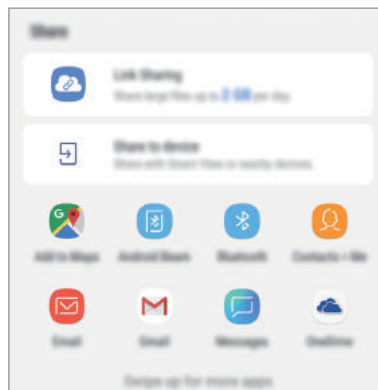 Share
Link Sharing
Share large files up to 2 GB per day.
Share to device
Share with Smart View or nearby devices.
G
Add to Maps Android Beam Bluetooth Contacts + Me
M
Email Gmail Messages OneDrive
Swipe up for more apps